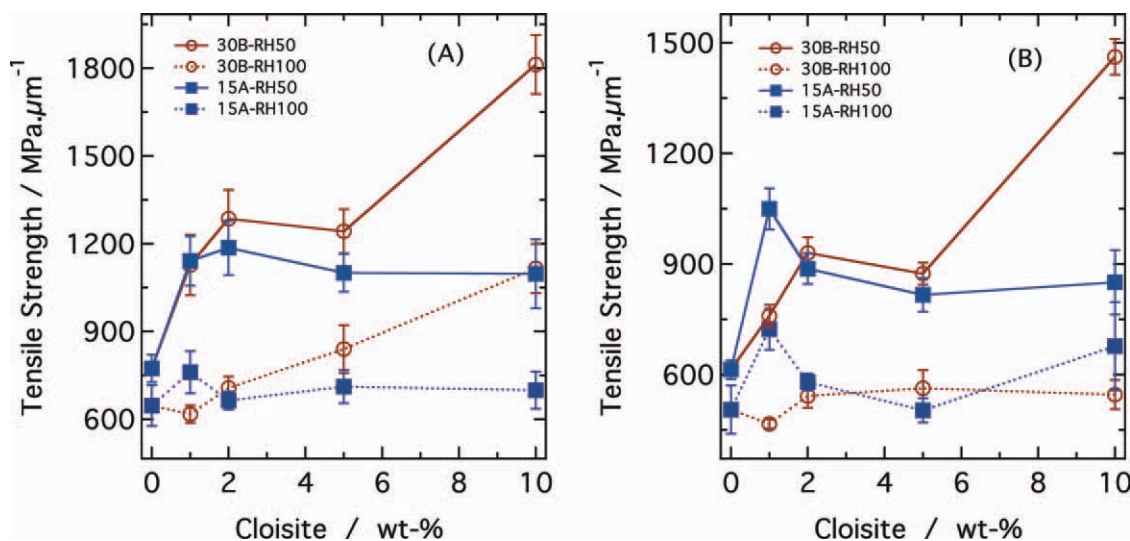 (A)
30B-RH50
30B-RH100
15A-RH50
15A-RH100
Tensile Strength / MPa.µm⁻¹
1800
1500
1200
900
600
0 2 4 6 8 10
Cloisite / wt-%
(B)
30B-RH50
30B-RH100
15A-RH50
15A-RH100
Tensile Strength / MPa.µm⁻¹
1500
1200
900
600
0 2 4 6 8 10
Cloisite / wt-%